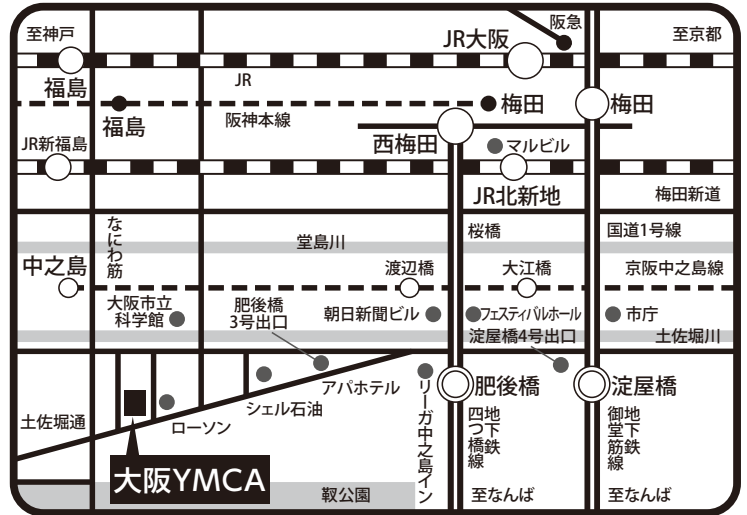 至神戸
阪急
JR大阪
至京都
福島
JR
福島
阪神本線
梅田
梅田
JR新福島
西梅田
マルビル
JR北新地
梅田新道
なにわ筋
堂島川
桜橋
国道1号線
中之島
渡辺橋
大江橋
京阪中之島線
大阪市立
科学館
肥後橋
3号出口
朝日新聞ビル
フェスティバルホール
市庁
淀屋橋4号出口
土佐堀川
アパホテル
リーガ中之島イン
肥後橋
淀屋橋
シェル石油
ローソン
土佐堀通
地下鉄
四つ橋線
地下鉄
御堂筋線
大阪YMCA
靱公園
至なんば
至なんば